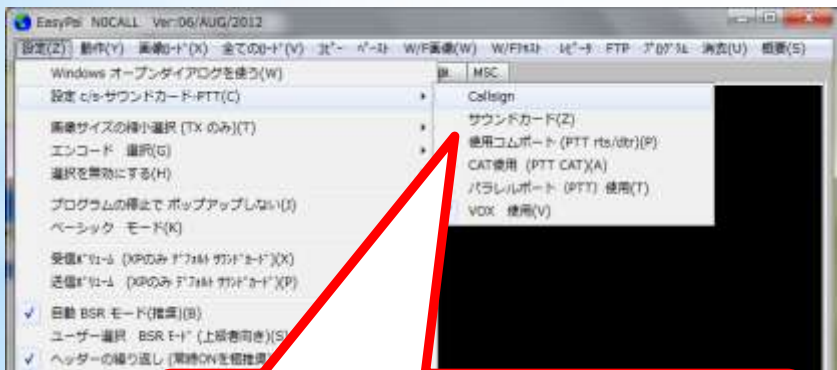 EasyPal NOCALL Ver:06/AUG/2012
設定(Z) 動作(Y) 画像ﾛｰﾄﾞ(X) 全てのﾛｰﾄﾞ(V) ｺﾋﾟｰ ﾍﾟｰｽﾄ W/F画像(W) W/Fﾃｷｽﾄ ﾚﾋﾟｰﾀ FTP ﾌﾟﾛｸﾞﾗﾑ 消去(U) 概要(S)
Windows オープンダイアログを使う(W)
MSC
設定 c/s-サウンドカード-PTT(C)
Callsign
サウンドカード(Z)
画像サイズの縮小選択 (TX のみ)(T)
使用コムポート (PTT rts/dtr)(P)
エンコード 選択(G)
CAT使用 (PTT CAT)(A)
選択を無効にする(H)
パラレルポート (PTT) 使用(T)
プログラムの停止で ポップアップしない(J)
VOX 使用(V)
ベーシック モード(K)
受信ﾎﾞﾘｭｰﾑ (XPのみ ﾃﾞﾌｫﾙﾄ ｻｳﾝﾄﾞｶｰﾄﾞ)(X)
送信ﾎﾞﾘｭｰﾑ (XPのみ ﾃﾞﾌｫﾙﾄ ｻｳﾝﾄﾞｶｰﾄﾞ)(P)
自動 BSR モード(推奨)(B)
ユーザー選択 BSR ﾓｰﾄﾞ (上級者向き)(S)
ヘッダーの繰り返し (常時ONを極推奨)